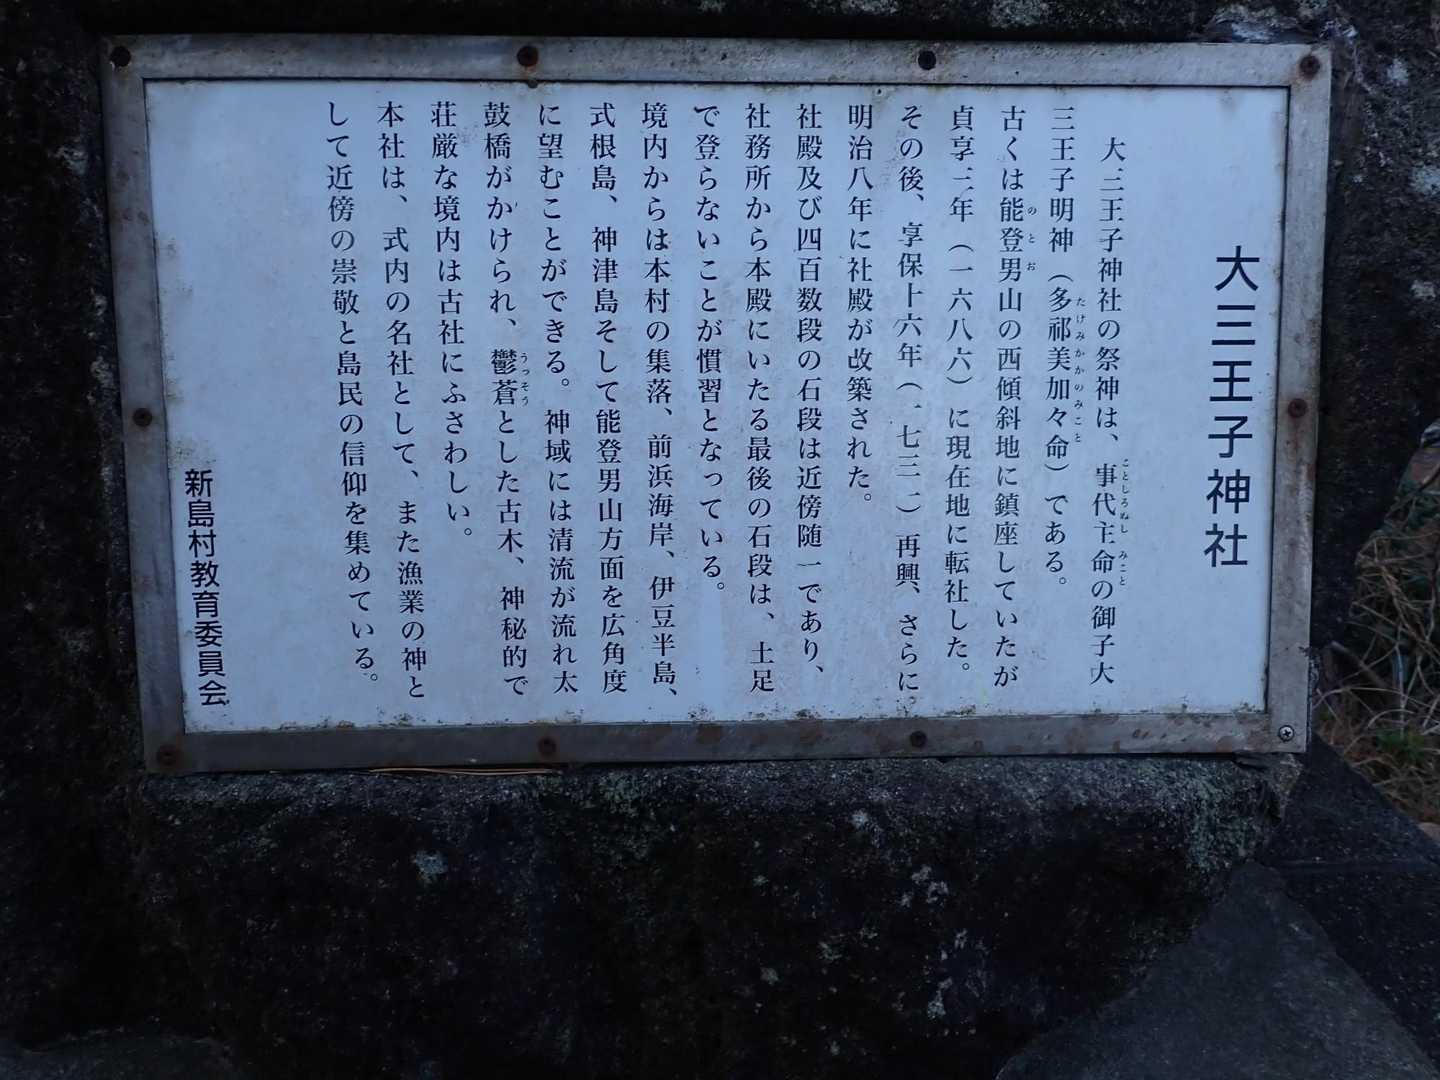 大三王子神社
大三王子神社の祭神は、事代主命の御子大
三王子明神（多祁美加々命）である。
古くは能登男山の西傾斜地に鎮座していたが
貞享三年（一六八六）に現在地に転社した。
その後、享保十六年（一七三一）再興、さらに
明治八年に社殿が改築された。
社殿及び四百数段の石段は近傍随一であり、
社務所から本殿にいたる最後の石段は、土足
で登らないことが慣習となっている。
境内からは本村の集落、前浜海岸、伊豆半島、
式根島、神津島そして能登男山方面を広角度
に望むことができる。神域には清流が流れ太
鼓橋がかけられ、鬱蒼とした古木、神秘的で
荘厳な境内は古社にふさわしい。
本社は、式内の名社として、また漁業の神と
して近傍の崇敬と島民の信仰を集めている。
新島村教育委員会